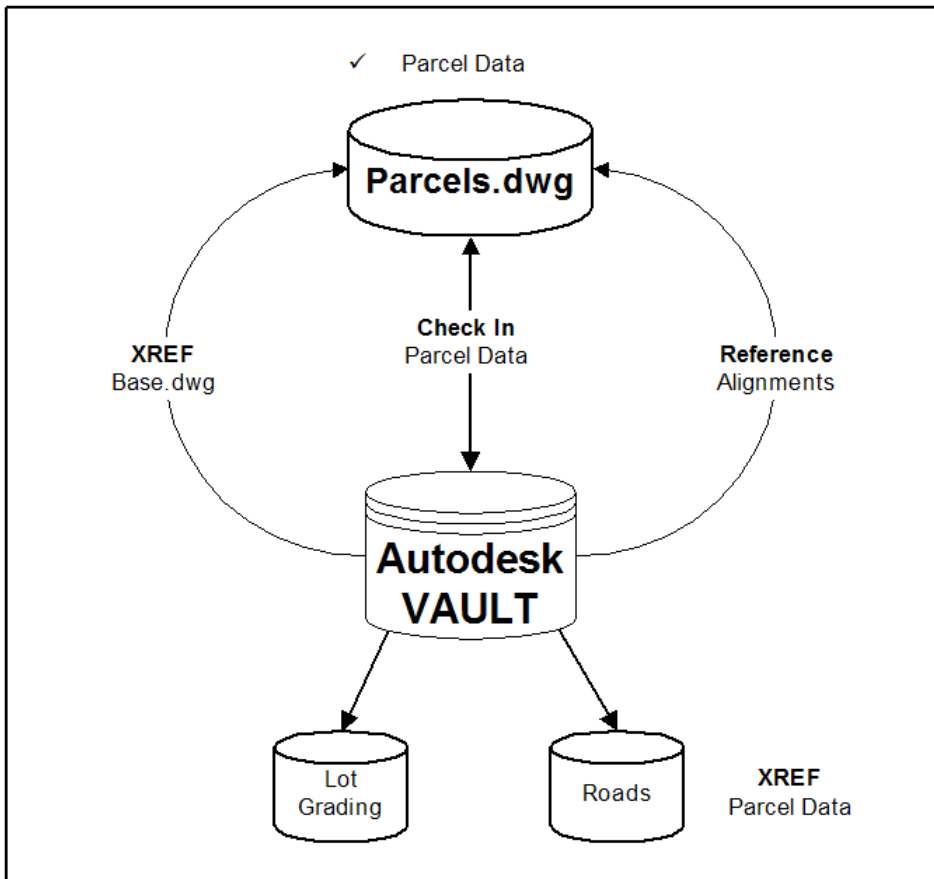 ✓ Parcel Data
Parcels.dwg
Check In
Parcel Data
XREF
Base.dwg
Reference
Alignments
Autodesk
VAULT
Lot
Grading
Roads
XREF
Parcel Data